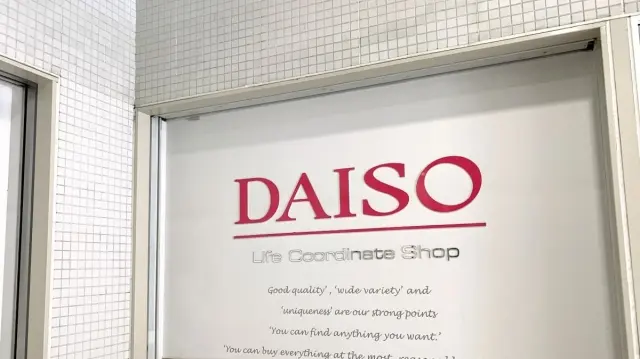 DAISO
Life Coordinate Shop
Good quality', 'wide variety' and
'uniqueness' are our strong points
'You can find anything you want.'
'You can buy everything at the most